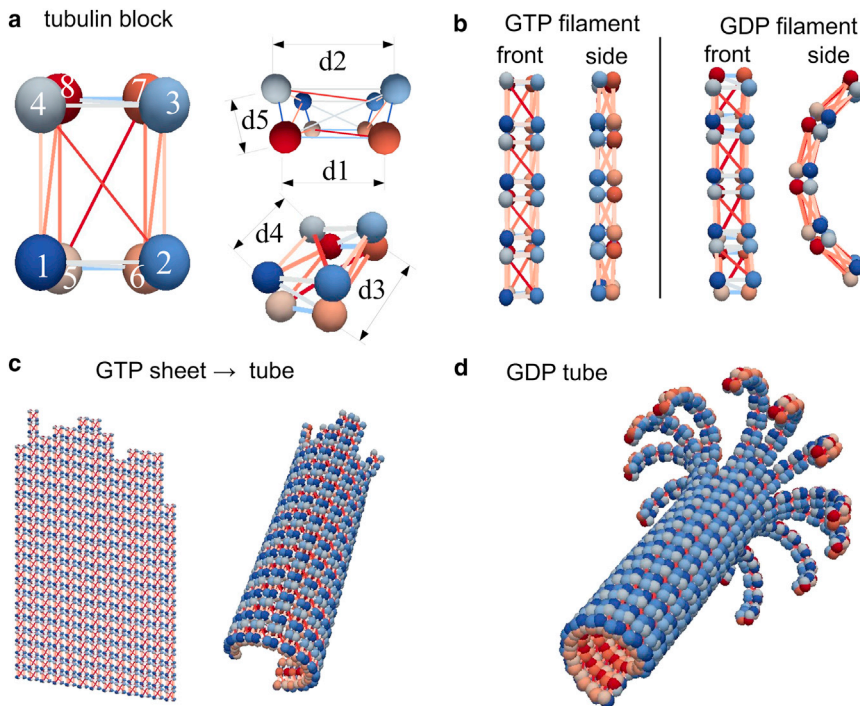 a tubulin block
4 8 7 3
1 5 6 2
d2
d5
d1
d4
d3
b GTP filament GDP filament
front side front side
c GTP sheet → tube
d GDP tube